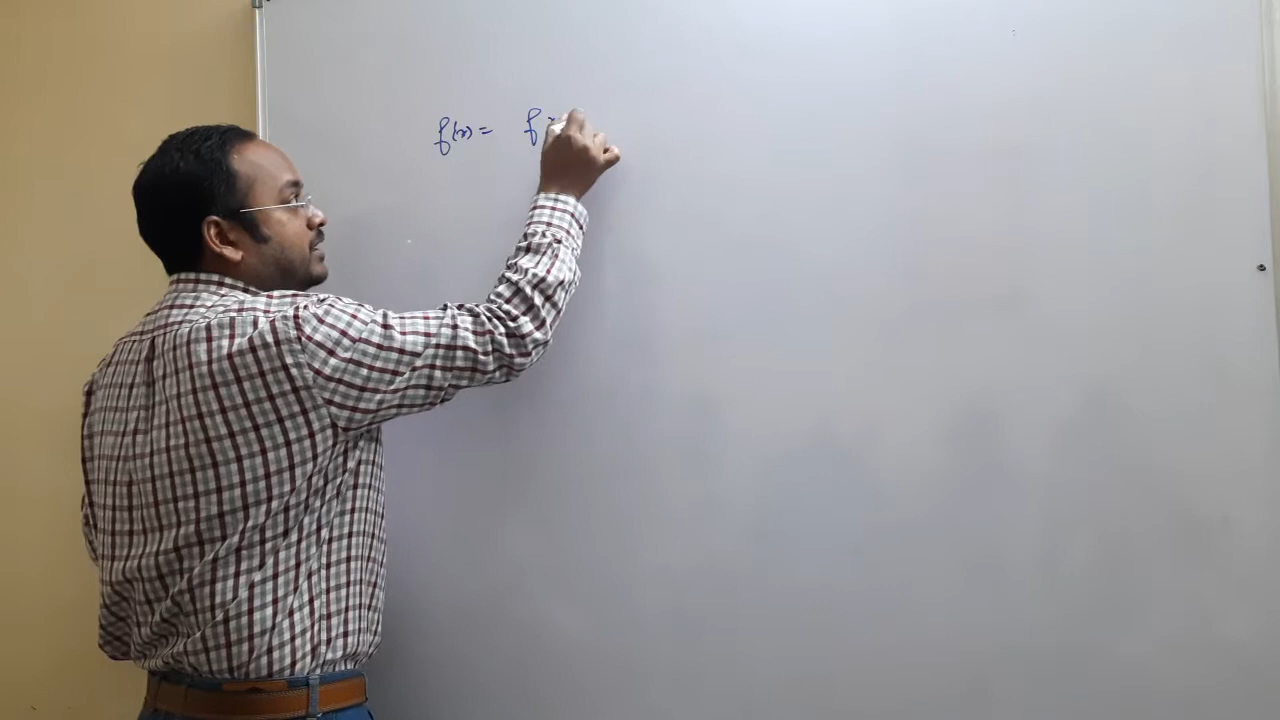 f(x) = f